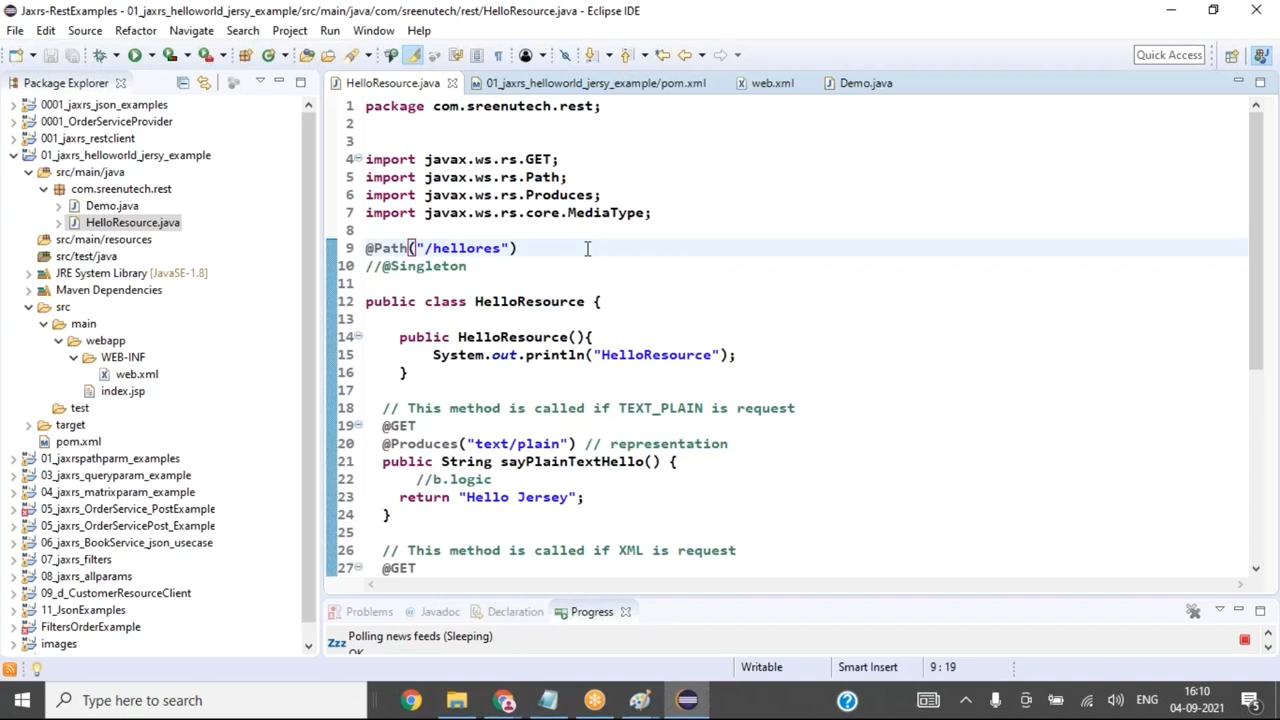 Jaxrs-RestExamples - 01_jaxrs_helloworld_jersy_example/src/main/java/com/sreenutech/rest/HelloResource.java - Eclipse IDE
File Edit Source Refactor Navigate Search Project Run Window Help
Quick Access
Package Explorer
0001_jaxrs_json_examples
0001_OrderServiceProvider
001_jaxrs_restclient
01_jaxrs_helloworld_jersy_example
src/main/java
com.sreenutech.rest
Demo.java
HelloResource.java
src/main/resources
src/test/java
JRE System Library [JavaSE-1.8]
Maven Dependencies
src
main
webapp
WEB-INF
web.xml
index.jsp
test
target
pom.xml
01_jaxrspathparm_examples
03_jaxrs_queryparam_example
04_jaxrs_matrixparam_example
05_jaxrs_OrderService_PostExample
05_jaxrs_OrderServicePost_Example
06_jaxrs_BookService_json_usecase
07_jaxrs_filters
08_jaxrs_allparams
09_d_CustomerResourceClient
11_JsonExamples
FiltersOrderExample
images
HelloResource.java 01_jaxrs_helloworld_jersy_example/pom.xml web.xml Demo.java
1 package com.sreenutech.rest;
2
3
4 import javax.ws.rs.GET;
5 import javax.ws.rs.Path;
6 import javax.ws.rs.Produces;
7 import javax.ws.rs.core.MediaType;
8
9 @Path("/hellores")
10 //@Singleton
11
12 public class HelloResource {
13
14 public HelloResource(){
15 System.out.println("HelloResource");
16 }
17
18 // This method is called if TEXT_PLAIN is request
19 @GET
20 @Produces("text/plain") // representation
21 public String sayPlainTextHello() {
22 //b.logic
23 return "Hello Jersey";
24 }
25
26 // This method is called if XML is request
27 @GET
Problems Javadoc Declaration Progress
Polling news feeds (Sleeping)
OK
Writable Smart Insert 9 : 19
Type here to search
ENG
16:10
04-09-2021
5